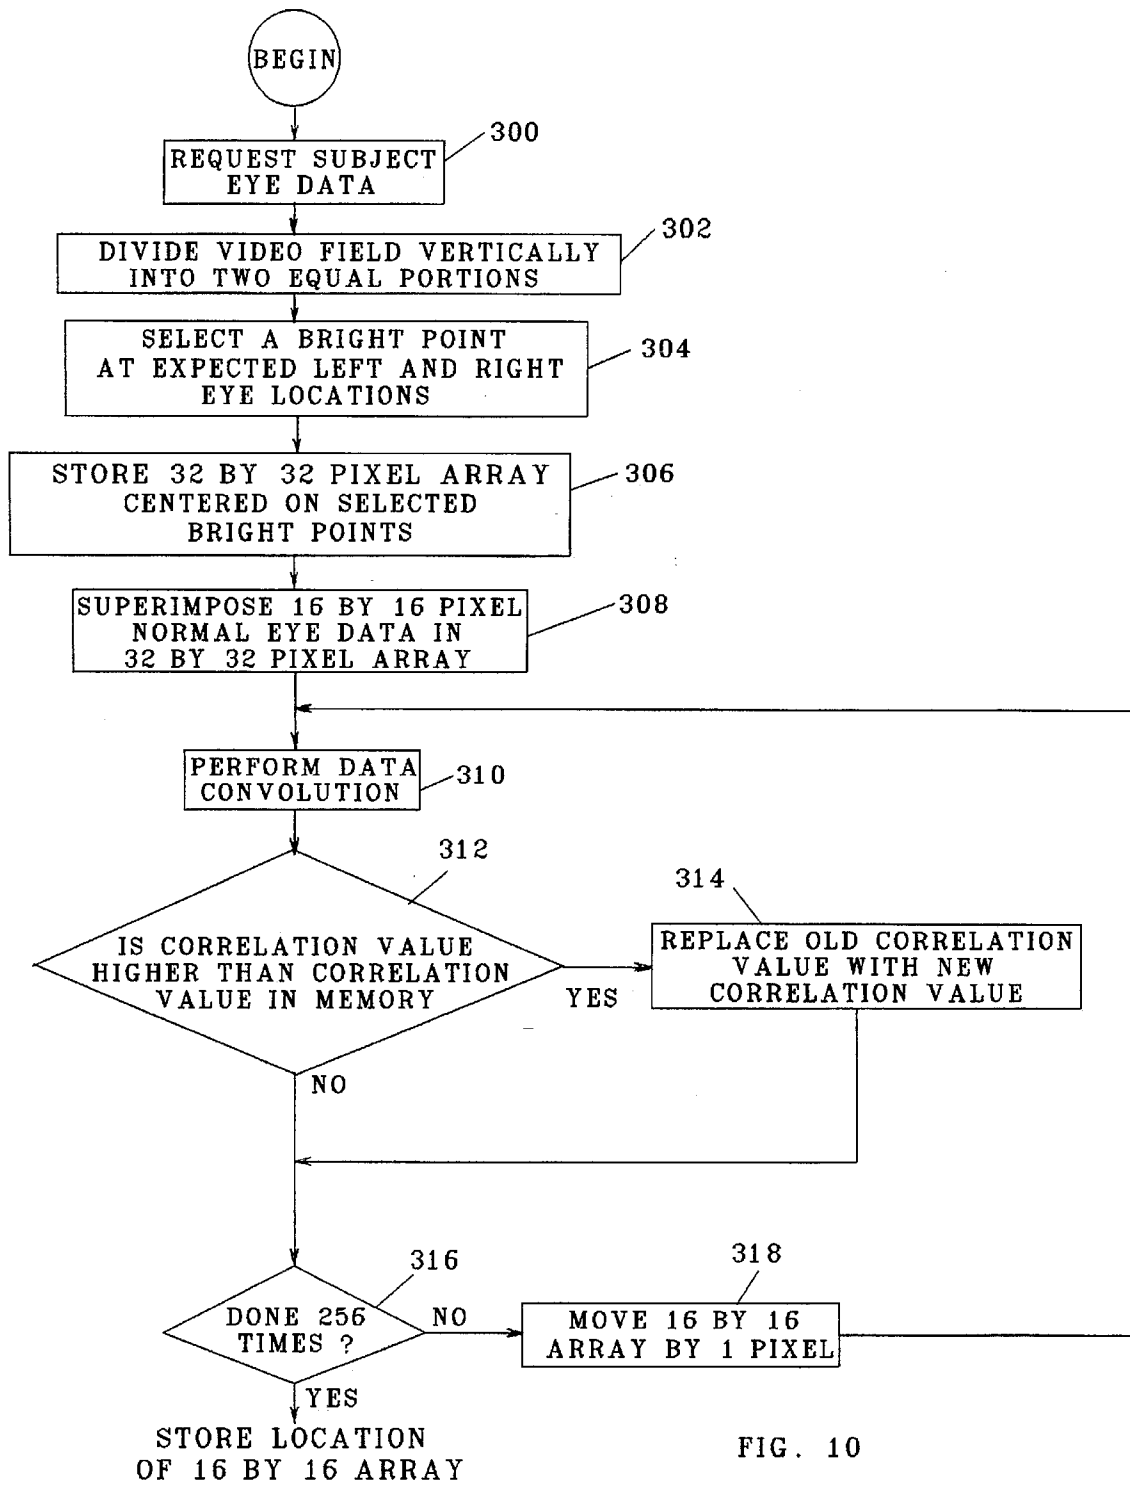 BEGIN
300
REQUEST SUBJECT
EYE DATA
302
DIVIDE VIDEO FIELD VERTICALLY
INTO TWO EQUAL PORTIONS
304
SELECT A BRIGHT POINT
AT EXPECTED LEFT AND RIGHT
EYE LOCATIONS
306
STORE 32 BY 32 PIXEL ARRAY
CENTERED ON SELECTED
BRIGHT POINTS
308
SUPERIMPOSE 16 BY 16 PIXEL
NORMAL EYE DATA IN
32 BY 32 PIXEL ARRAY
310
PERFORM DATA
CONVOLUTION
312
IS CORRELATION VALUE
HIGHER THAN CORRELATION
VALUE IN MEMORY
YES
NO
314
REPLACE OLD CORRELATION
VALUE WITH NEW
CORRELATION VALUE
316
DONE 256
TIMES ?
NO
YES
318
MOVE 16 BY 16
ARRAY BY 1 PIXEL
STORE LOCATION
OF 16 BY 16 ARRAY
FIG. 10